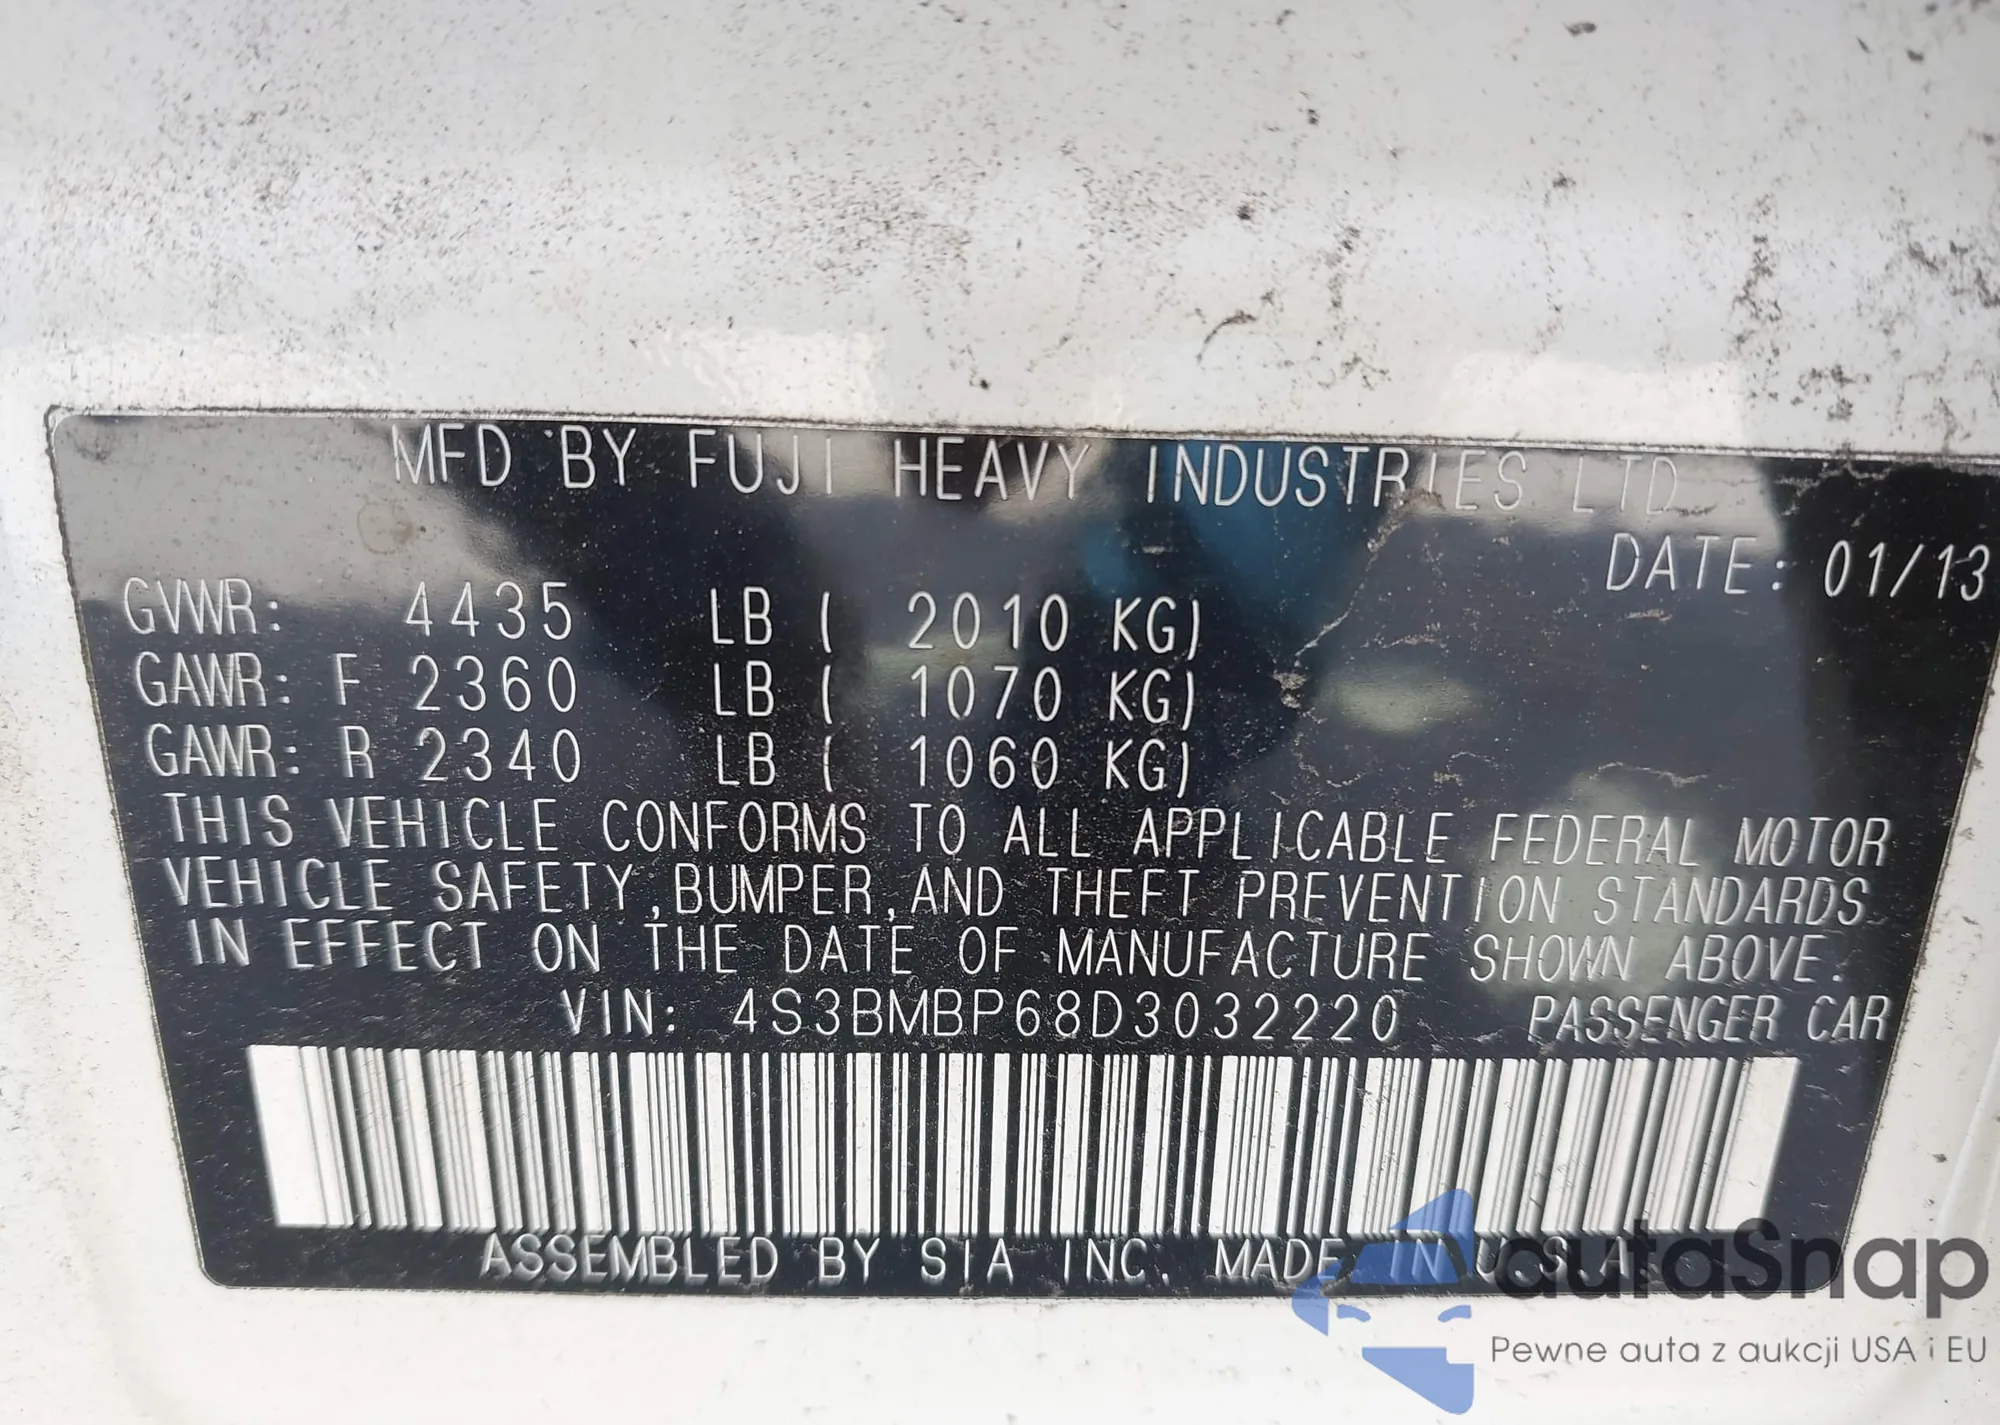 MFD BY FUJI HEAVY INDUSTRIES LTD
DATE: 01/13
GVWR: 4435 LB ( 2010 KG)
GAWR: F 2360 LB ( 1070 KG)
GAWR: R 2340 LB ( 1060 KG)
THIS VEHICLE CONFORMS TO ALL APPLICABLE FEDERAL MOTOR
VEHICLE SAFETY,BUMPER,AND THEFT PREVENTION STANDARDS
IN EFFECT ON THE DATE OF MANUFACTURE SHOWN ABOVE.
VIN: 4S3BMBP68D3032220 PASSENGER CAR
ASSEMBLED BY SIA INC. MADE IN U.S.A.
autaSnap
Pewne auta z aukcji USA i EU